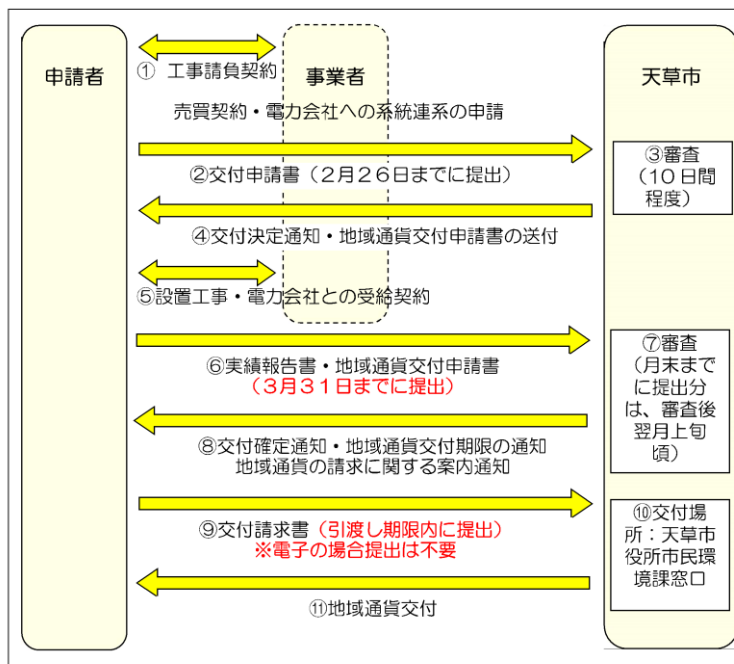 申請者
事業者
天草市
① 工事請負契約
売買契約・電力会社への系統連系の申請
②交付申請書（２月２６日までに提出）
③審査
（10日間
程度）
④交付決定通知・地域通貨交付申請書の送付
⑤設置工事・電力会社との受給契約
⑥実績報告書・地域通貨交付申請書
（３月３１日までに提出）
⑦審査
（月末まで
に提出分
は、審査後
翌月上旬
頃）
⑧交付確定通知・地域通貨交付期限の通知
地域通貨の請求に関する案内通知
⑨交付請求書（引渡し期限内に提出）
※電子の場合提出は不要
⑩交付場
所：天草市
役所市民環
境課窓口
⑪地域通貨交付